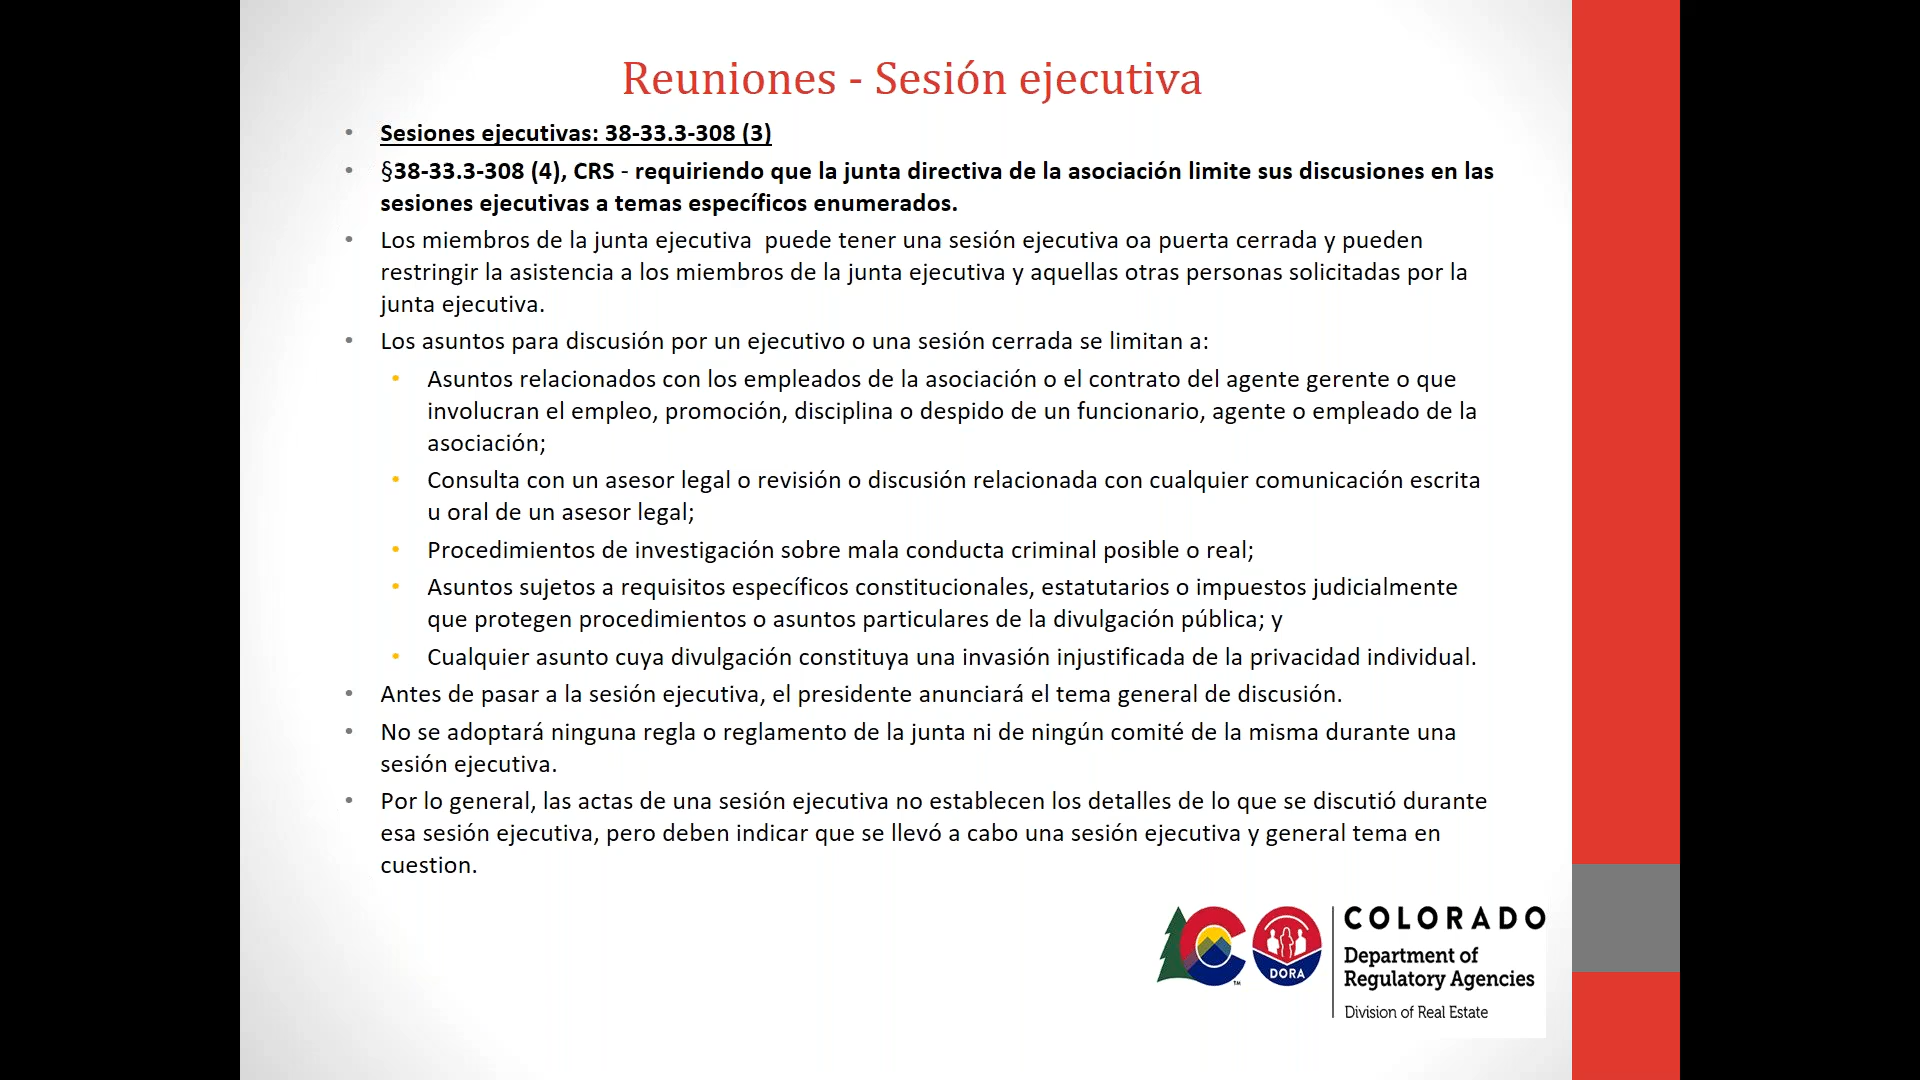 Reuniones - Sesión ejecutiva
• Sesiones ejecutivas: 38-33.3-308 (3)
• §38-33.3-308 (4), CRS - requiriendo que la junta directiva de la asociación limite sus discusiones en las
sesiones ejecutivas a temas específicos enumerados.
• Los miembros de la junta ejecutiva  puede tener una sesión ejecutiva oa puerta cerrada y pueden
restringir la asistencia a los miembros de la junta ejecutiva y aquellas otras personas solicitadas por la
junta ejecutiva.
• Los asuntos para discusión por un ejecutivo o una sesión cerrada se limitan a:
• Asuntos relacionados con los empleados de la asociación o el contrato del agente gerente o que
involucran el empleo, promoción, disciplina o despido de un funcionario, agente o empleado de la
asociación;
• Consulta con un asesor legal o revisión o discusión relacionada con cualquier comunicación escrita
u oral de un asesor legal;
• Procedimientos de investigación sobre mala conducta criminal posible o real;
• Asuntos sujetos a requisitos específicos constitucionales, estatutarios o impuestos judicialmente
que protegen procedimientos o asuntos particulares de la divulgación pública; y
• Cualquier asunto cuya divulgación constituya una invasión injustificada de la privacidad individual.
• Antes de pasar a la sesión ejecutiva, el presidente anunciará el tema general de discusión.
• No se adoptará ninguna regla o reglamento de la junta ni de ningún comité de la misma durante una
sesión ejecutiva.
• Por lo general, las actas de una sesión ejecutiva no establecen los detalles de lo que se discutió durante
esa sesión ejecutiva, pero deben indicar que se llevó a cabo una sesión ejecutiva y general tema en
cuestion.
COLORADO
Department of
Regulatory Agencies
Division of Real Estate
DORA
TM